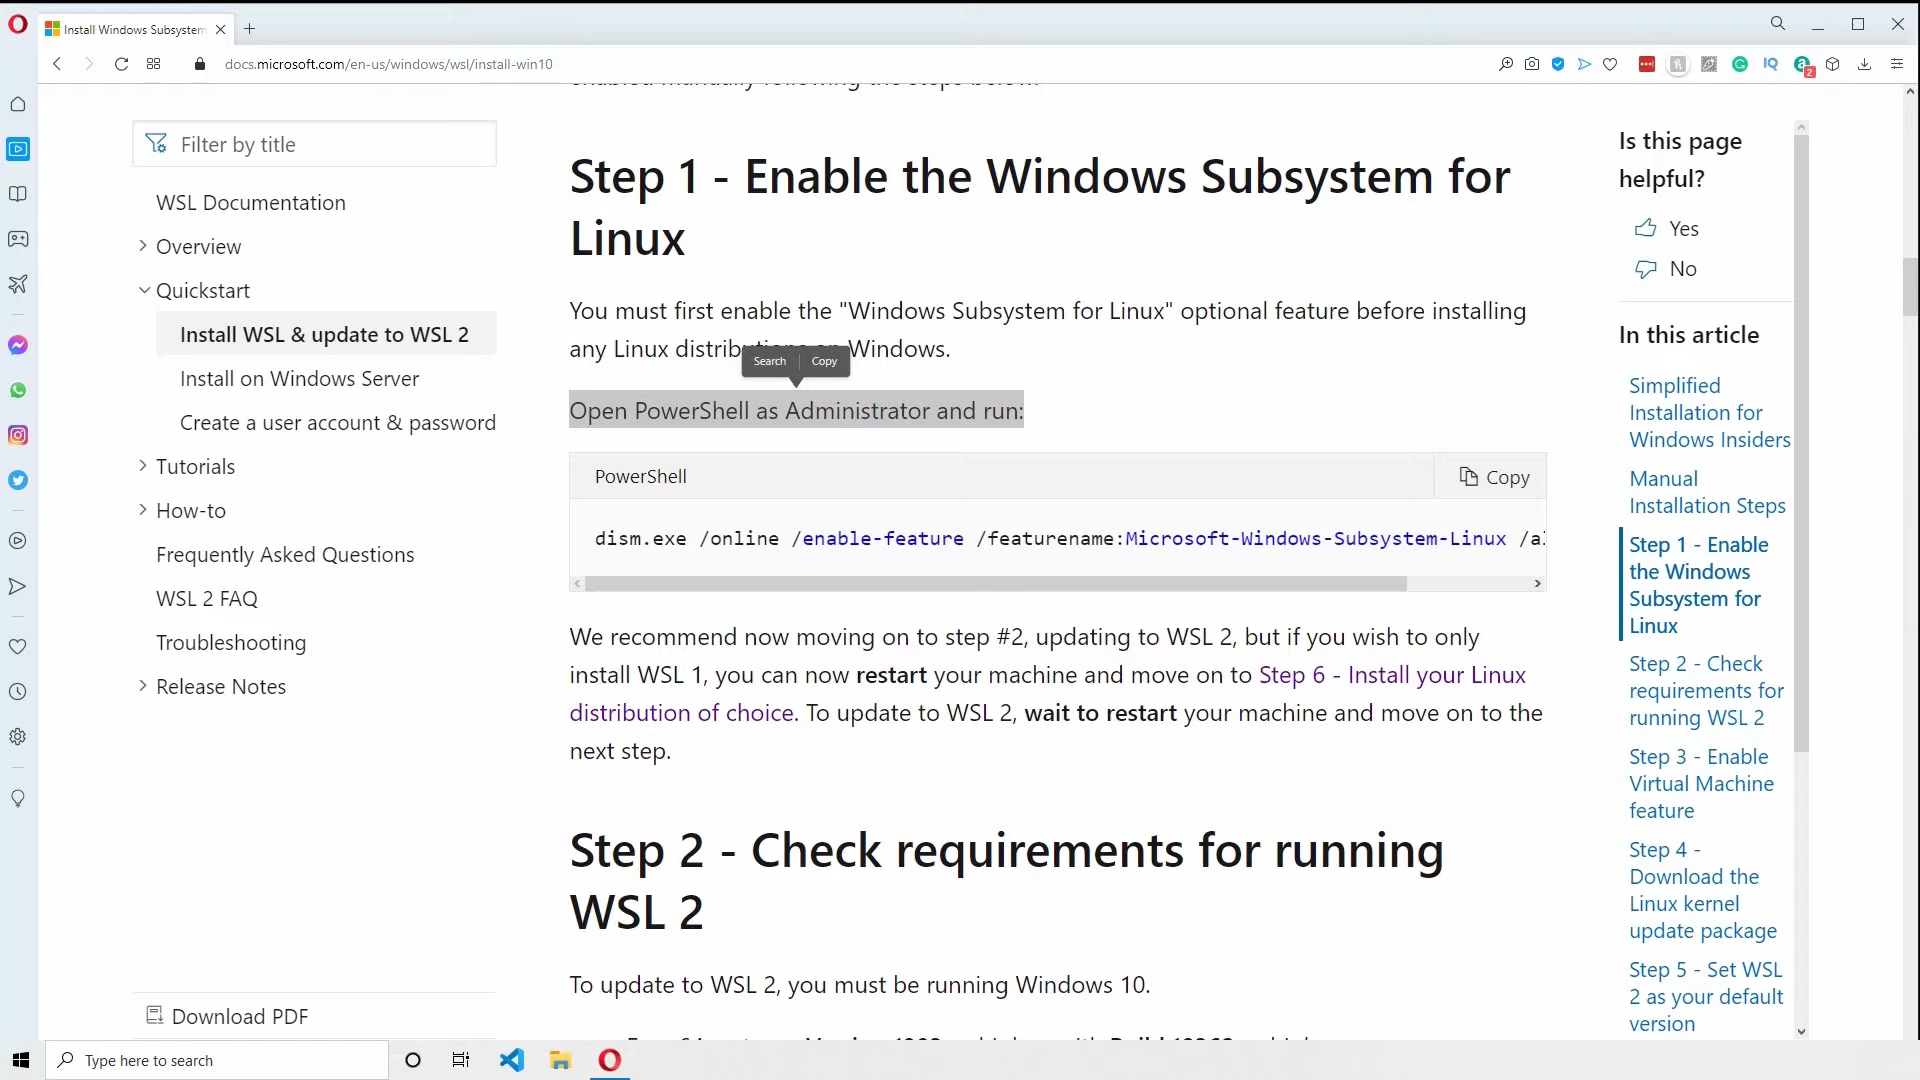 Install Windows Subsystem
docs.microsoft.com/en-us/windows/wsl/install-win10
IQ
2
Filter by title
WSL Documentation
Overview
Quickstart
Install WSL & update to WSL 2
Install on Windows Server
Create a user account & password
Tutorials
How-to
Frequently Asked Questions
WSL 2 FAQ
Troubleshooting
Release Notes
Download PDF
enabled manually following the steps below.
Step 1 - Enable the Windows Subsystem for
Linux
You must first enable the "Windows Subsystem for Linux" optional feature before installing
any Linux distributions on Windows.
Search
Copy
Open PowerShell as Administrator and run:
PowerShell
Copy
dism.exe /online /enable-feature /featurename:Microsoft-Windows-Subsystem-Linux /al
We recommend now moving on to step #2, updating to WSL 2, but if you wish to only
install WSL 1, you can now restart your machine and move on to Step 6 - Install your Linux
distribution of choice. To update to WSL 2, wait to restart your machine and move on to the
next step.
Step 2 - Check requirements for running
WSL 2
To update to WSL 2, you must be running Windows 10.
Is this page
helpful?
Yes
No
In this article
Simplified
Installation for
Windows Insiders
Manual
Installation Steps
Step 1 - Enable
the Windows
Subsystem for
Linux
Step 2 - Check
requirements for
running WSL 2
Step 3 - Enable
Virtual Machine
feature
Step 4 -
Download the
Linux kernel
update package
Step 5 - Set WSL
2 as your default
version
Type here to search